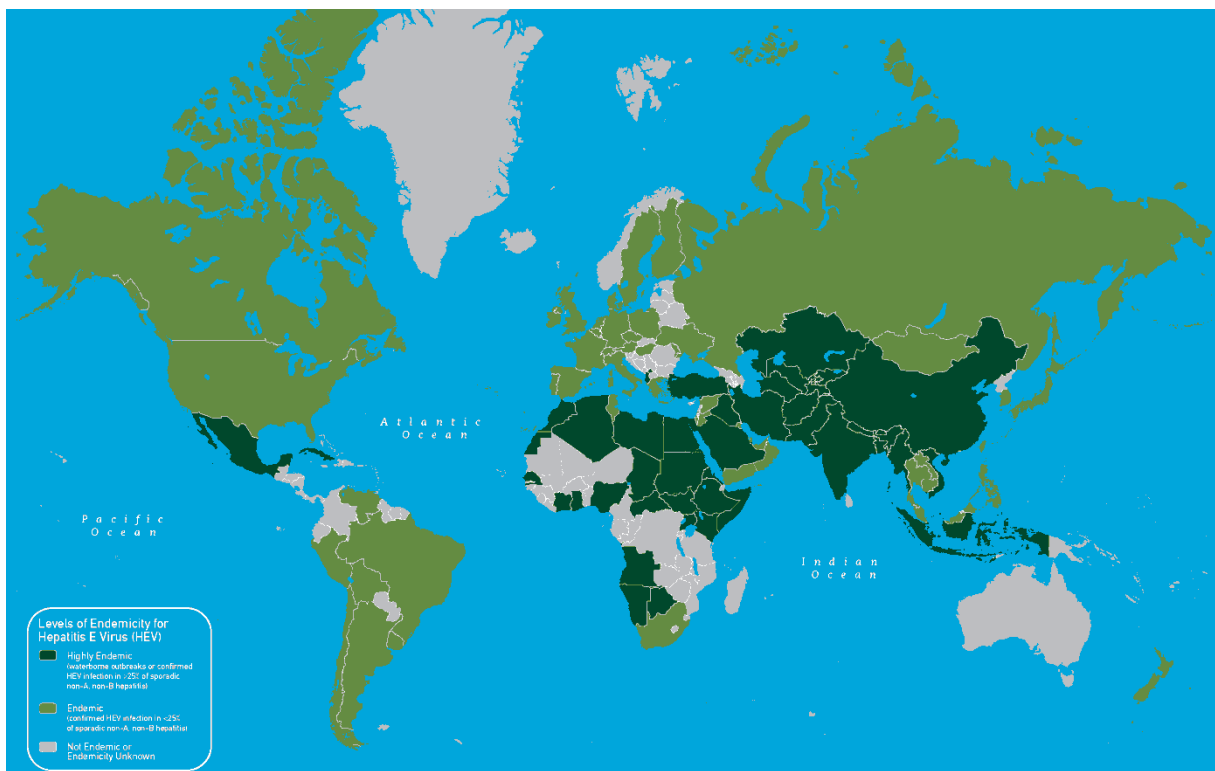 Atlantic
Ocean
Pacific
Ocean
Indian
Ocean
Levels of Endemicity for
Hepatitis E Virus (HEV)
Highly Endemic
(waterborne outbreaks or confirmed
HEV infection in >25% of sporadic
non-A, non-B hepatitis)
Endemic
(confirmed HEV infection in <25%
of sporadic non-A, non-B hepatitis)
Not Endemic or
Endemicity Unknown